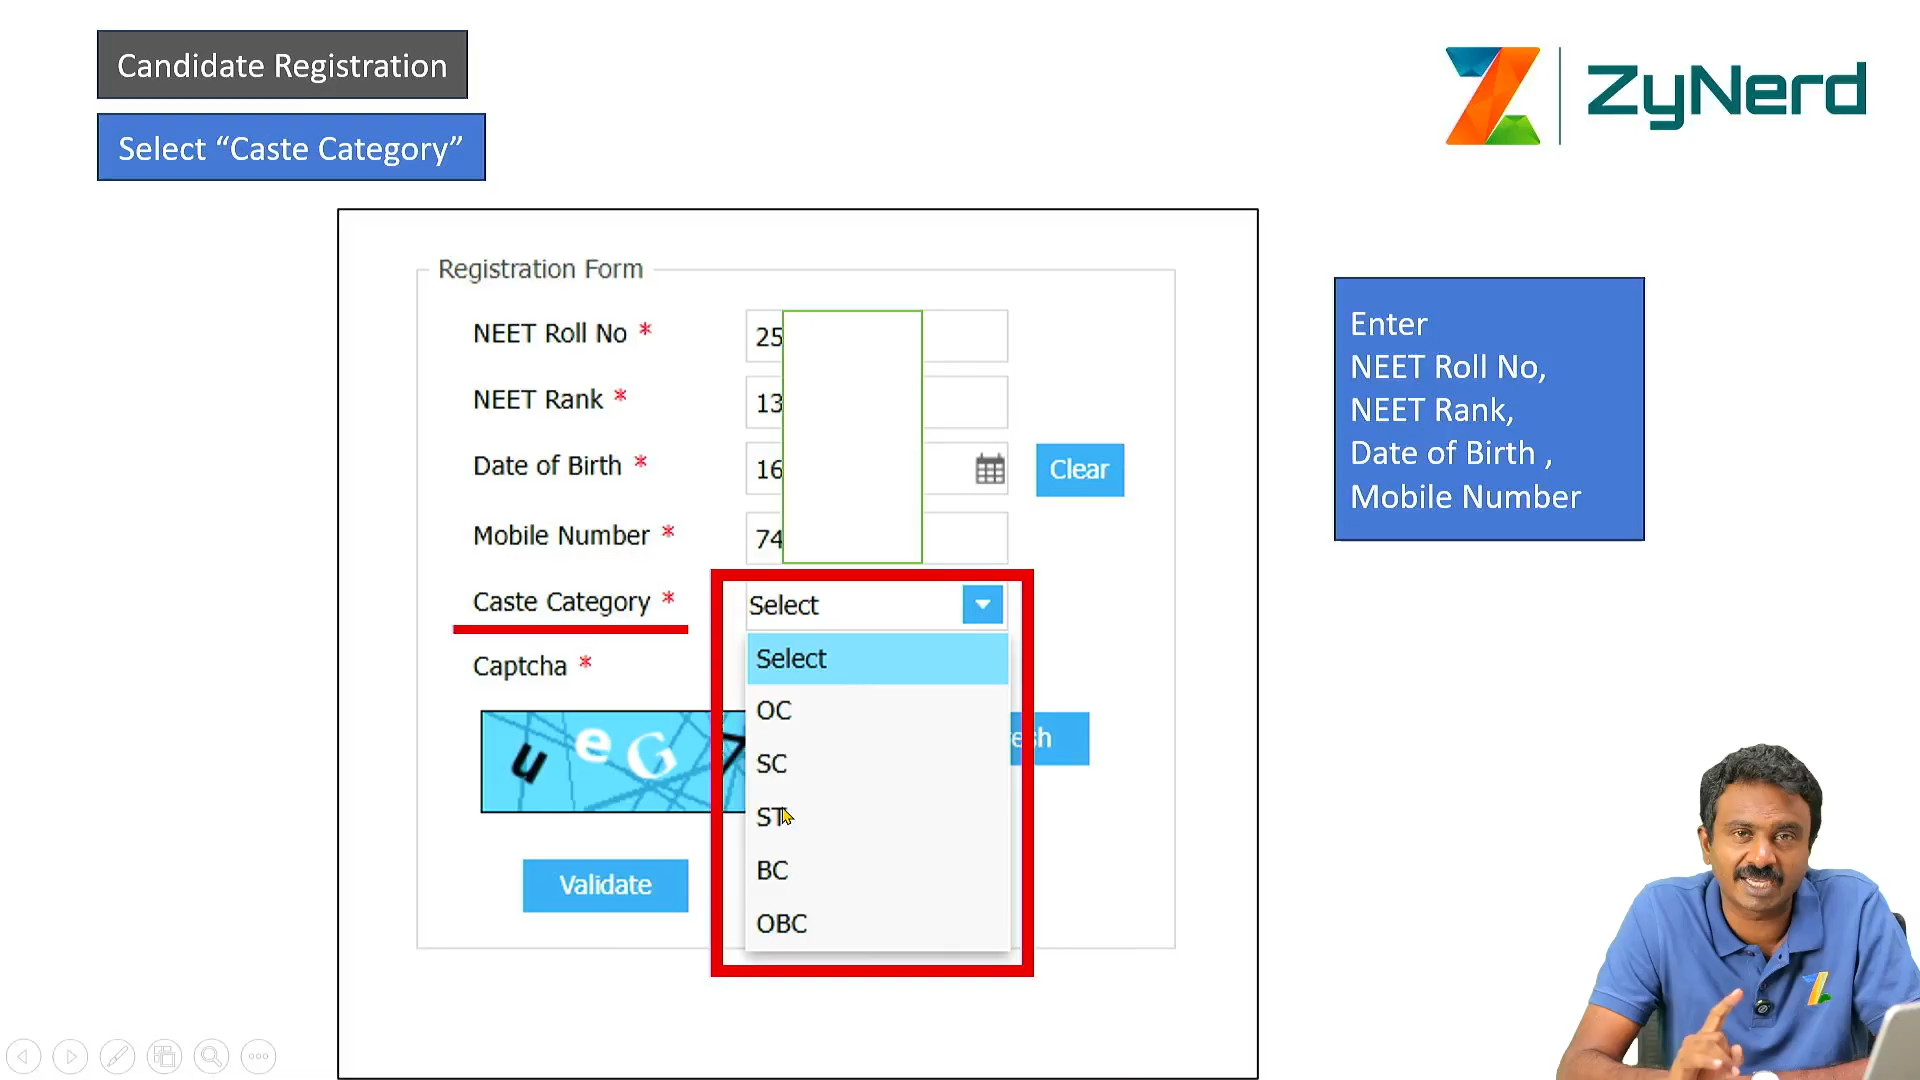 Candidate Registration
Select “Caste Category”
ZyNerd
Registration Form
NEET Roll No *
25
NEET Rank *
13
Date of Birth *
16
Clear
Mobile Number *
74
Caste Category *
Select
Select
OC
SC
ST
BC
OBC
Captcha *
u e G 7
esh
Validate
Enter
NEET Roll No,
NEET Rank,
Date of Birth ,
Mobile Number